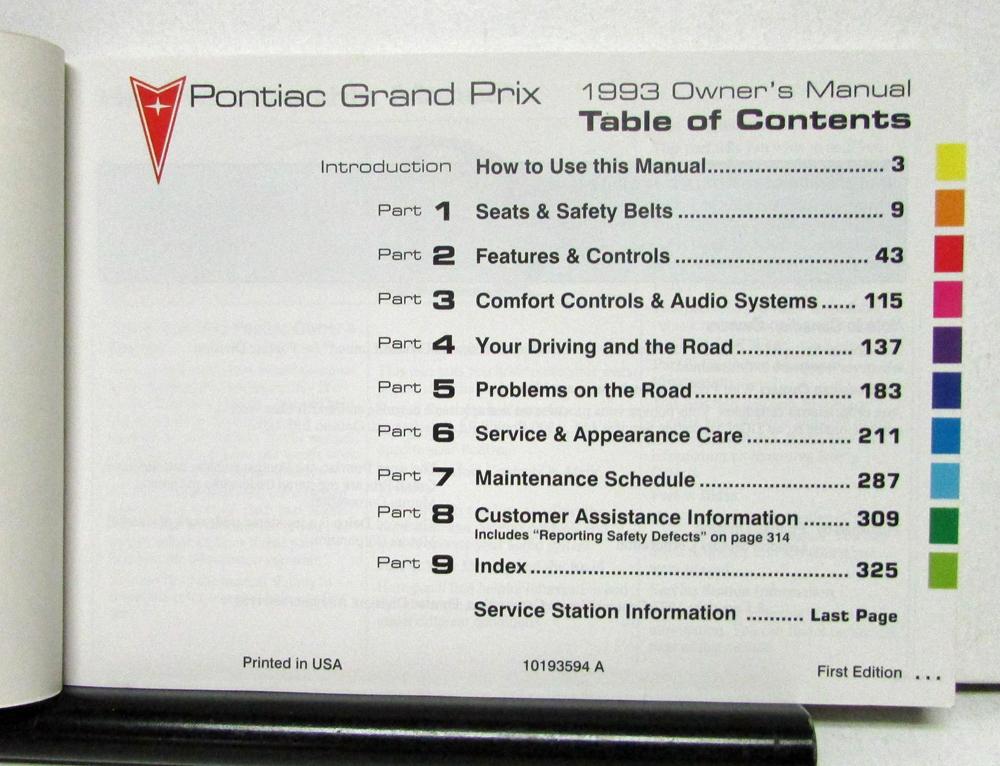 Pontiac Grand Prix 1993 Owner's Manual
Table of Contents
Introduction How to Use this Manual.................................. 3
Part 1 Seats & Safety Belts ....................................... 9
Part 2 Features & Controls ..................................... 43
Part 3 Comfort Controls & Audio Systems ...... 115
Part 4 Your Driving and the Road...................... 137
Part 5 Problems on the Road.............................. 183
Part 6 Service & Appearance Care .................... 211
Part 7 Maintenance Schedule ............................. 287
Part 8 Customer Assistance Information ........ 309
Includes “Reporting Safety Defects” on page 314
Part 9 Index............................................................. 325
Service Station Information .......... Last Page
Printed in USA 10193594 A First Edition ...